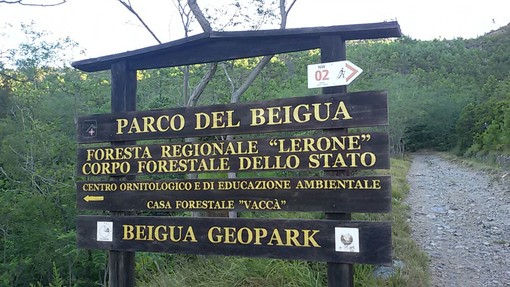 02
PARCO DEL BEIGUA
FORESTA REGIONALE "LERONE"
CORPO FORESTALE DELLO STATO
CENTRO ORNITOLOGICO E DI EDUCAZIONE AMBIENTALE
CASA FORESTALE "VACCÀ"
BEIGUA GEOPARK